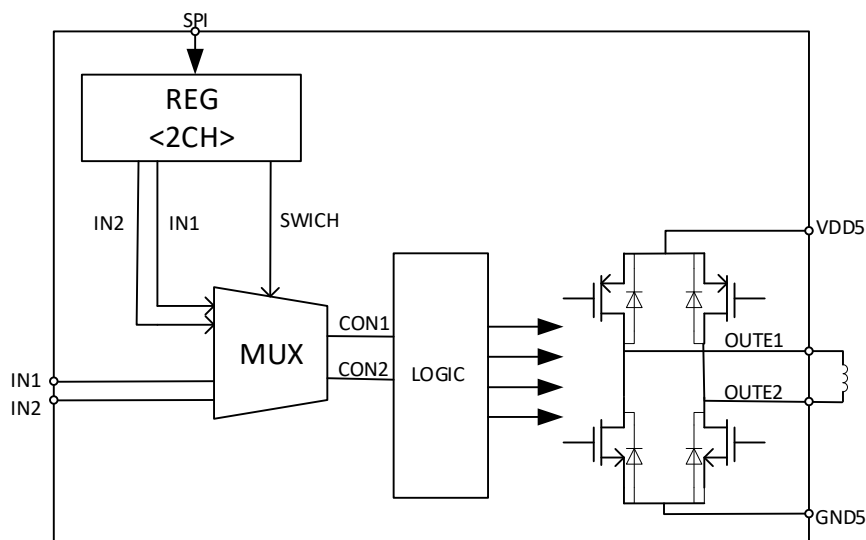 SPI
REG
<2CH>
IN2
IN1
SWICH
VDD5
CON1
MUX
CON2
LOGIC
OUTE1
IN1
IN2
OUTE2
GND5